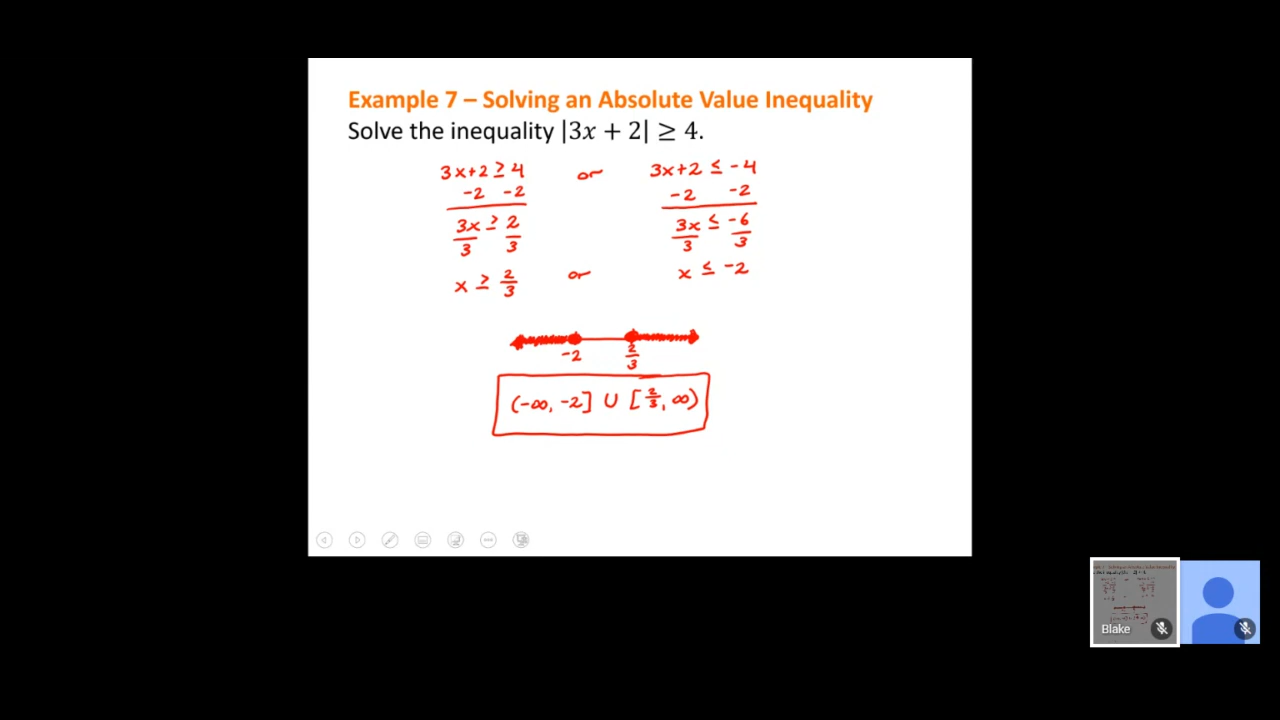 Example 7 – Solving an Absolute Value Inequality
Solve the inequality |3x + 2| ≥ 4.
3x+2 ≥ 4 or 3x+2 ≤ -4
-2 -2 -2 -2
3x ≥ 2 3x ≤ -6
3 3 3 3
x ≥ 2/3 or x ≤ -2
-2 2/3
(-∞, -2] ∪ [2/3, ∞)
Blake